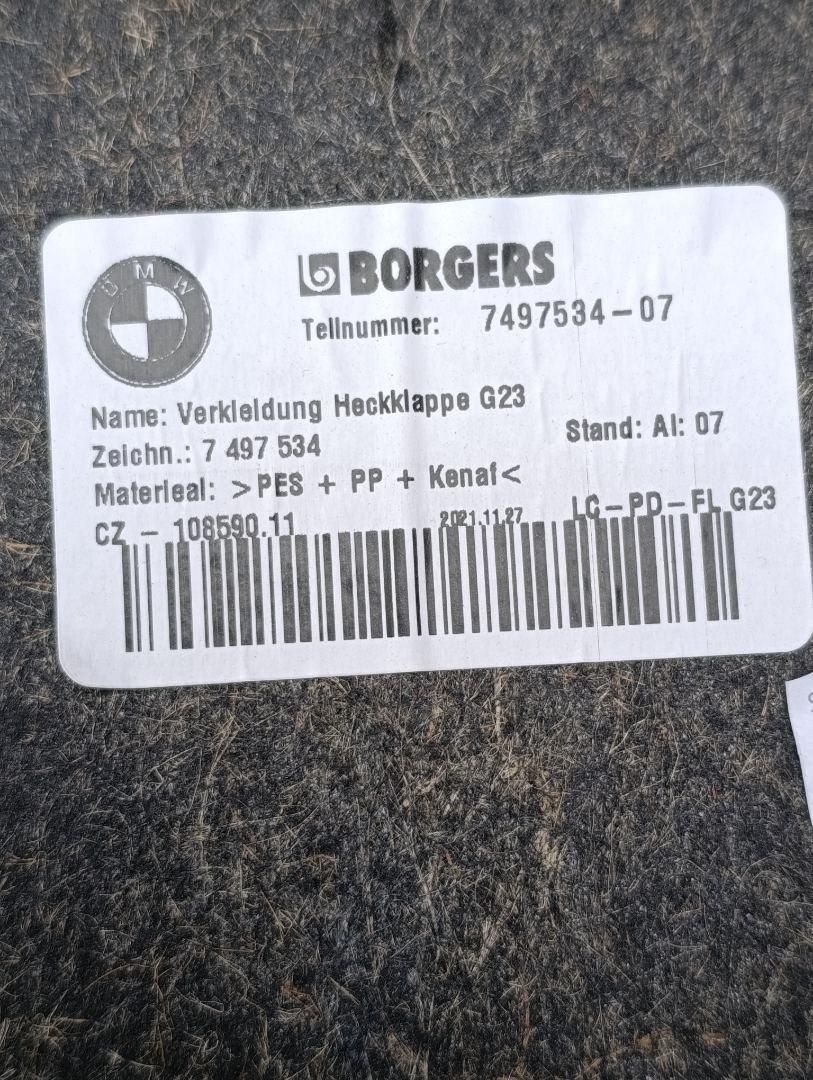 BMW
BORGERS
Teilnummer: 7497534-07
Name: Verkleidung Heckklappe G23
Zeichn.: 7 497 534
Stand: AI: 07
Materieal: >PES + PP + Kenaf<
CZ - 108590.11 2021.11.27 LC-PD-FL G23